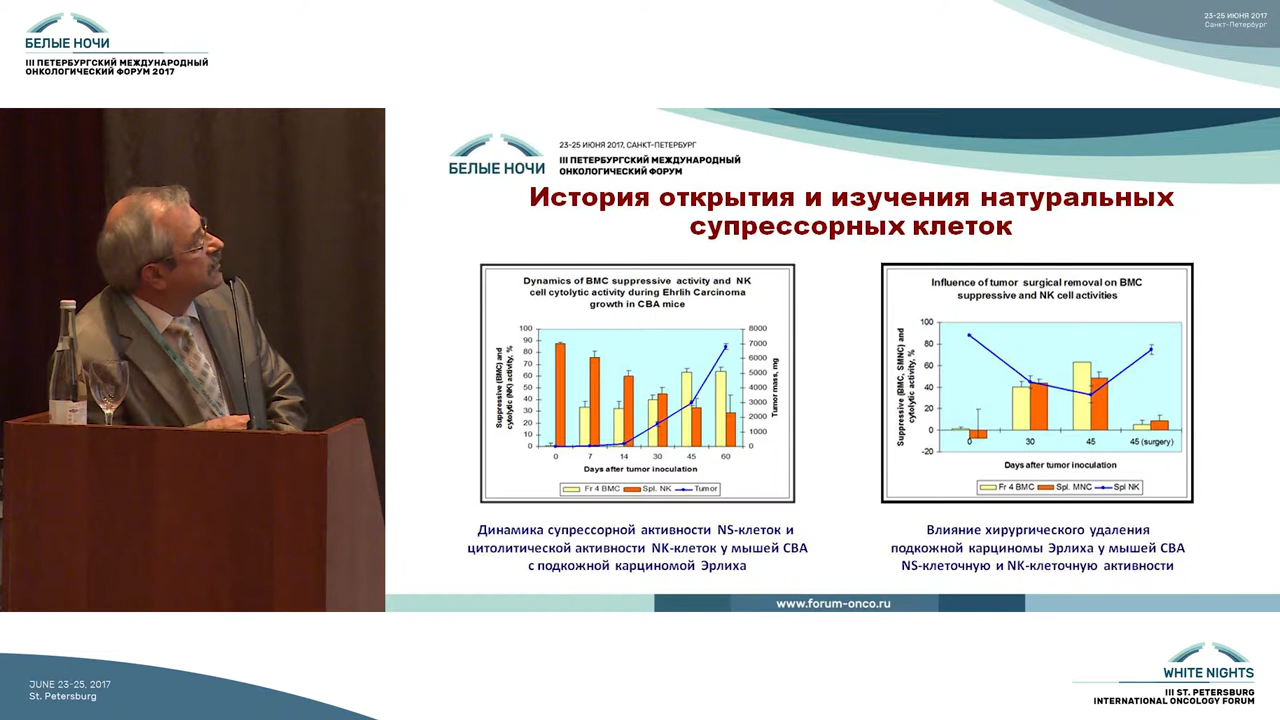 БЕЛЫЕ НОЧИ
III ПЕТЕРБУРГСКИЙ МЕЖДУНАРОДНЫЙ
ОНКОЛОГИЧЕСКИЙ ФОРУМ 2017
23-25 ИЮНЯ 2017
Санкт-Петербург
23-25 ИЮНЯ 2017, САНКТ-ПЕТЕРБУРГ
БЕЛЫЕ НОЧИ
III ПЕТЕРБУРГСКИЙ МЕЖДУНАРОДНЫЙ
ОНКОЛОГИЧЕСКИЙ ФОРУМ
История открытия и изучения натуральных
супрессорных клеток
Dynamics of BMC suppressive activity and NK
cell cytolytic activity during Ehrlih Carcinoma
growth in CBA mice
Suppressive (BMC) and
cytolytic (NK) activity, %
100
90
80
70
60
50
40
30
20
10
0
8000
7000
6000
5000
4000
3000
2000
1000
0
Tumor mass, mg
0 7 14 30 45 60
Days after tumor inoculation
Fr 4 BMC Spl. NK Tumor
Динамика супрессорной активности NS-клеток и
цитолитической активности NK-клеток у мышей CBA
с подкожной карциномой Эрлиха
Influence of tumor surgical removal on BMC
suppressive and NK cell activities
Suppressive (BMC, SMNC) and
cytolytic activity, %
100
80
60
40
20
0
-20
0 30 45 45 (surgery)
Days after tumor inoculation
Fr 4 BMC Spl. MNC Spl NK
Влияние хирургического удаления
подкожной карциномы Эрлиха у мышей CBA
NS-клеточную и NK-клеточную активности
www.forum-onco.ru
JUNE 23-25, 2017
St. Petersburg
WHITE NIGHTS
III ST. PETERSBURG
INTERNATIONAL ONCOLOGY FORUM